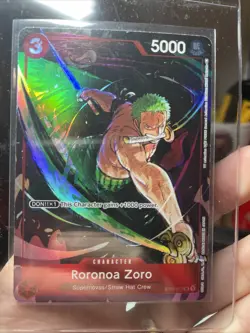 3
5000
DON!! ×1 This Character gains +1000 power.
CHARACTER
Roronoa Zoro
Supernovas/Straw Hat Crew